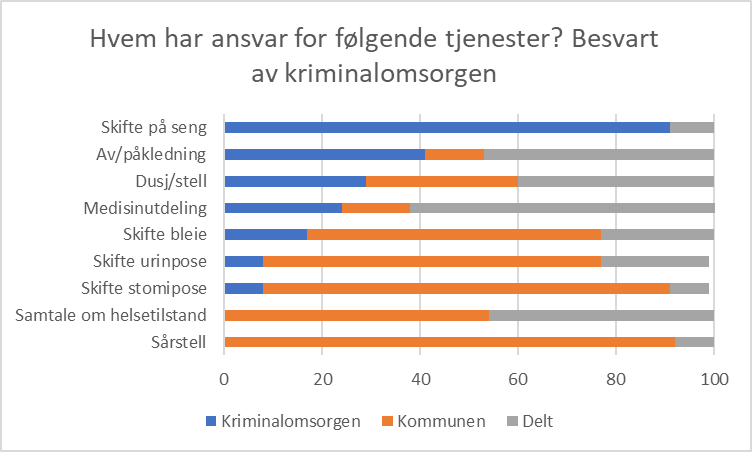 Hvem har ansvar for følgende tjenester? Besvart
av kriminalomsorgen
Skifte på seng
Av/påkledning
Dusj/stell
Medisinutdeling
Skifte bleie
Skifte urinpose
Skifte stomipose
Samtale om helsetilstand
Sårstell
0 20 40 60 80 100
Kriminalomsorgen Kommunen Delt